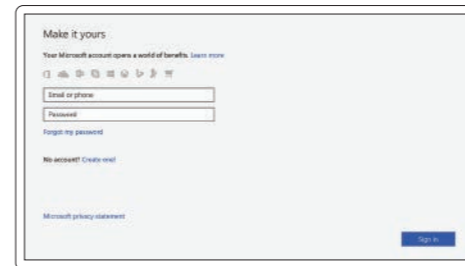 Make it yours
Your Microsoft account opens a world of benefits. Learn more
Email or phone
Password
Forgot my password
No account? Create one!
Microsoft privacy statement
Sign in